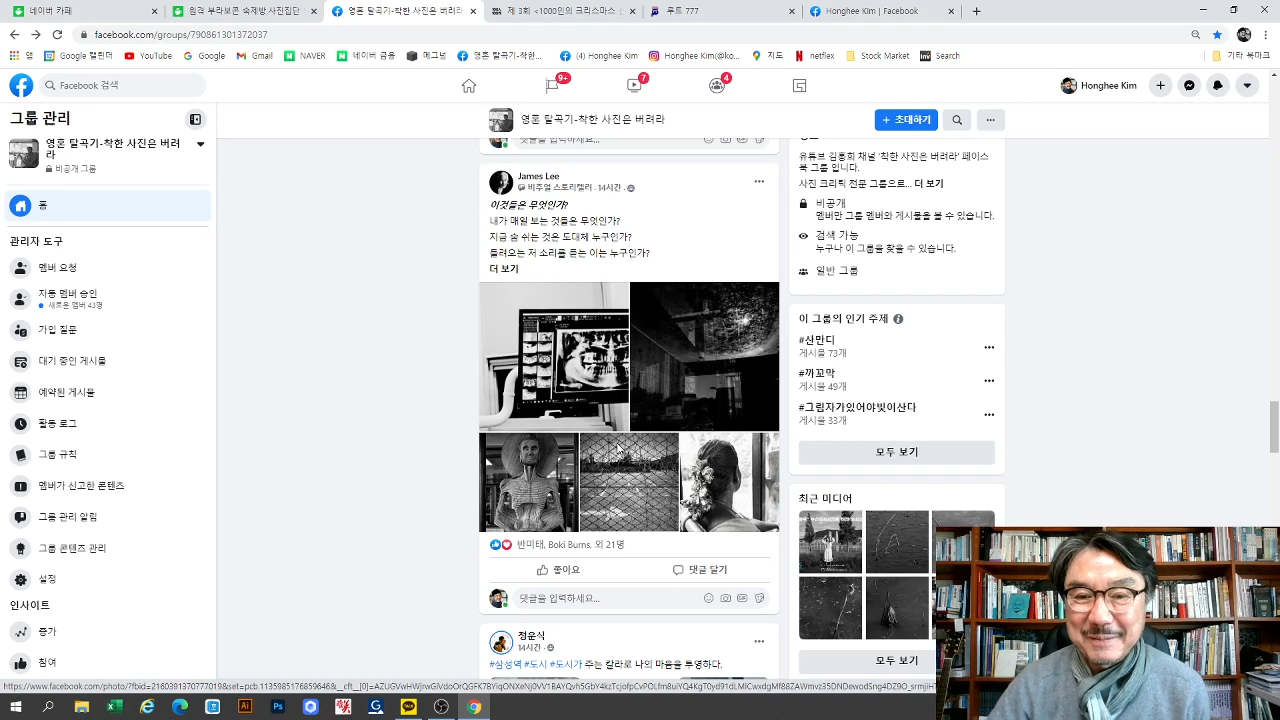 네이버 카페
원격 부라보콘 숙제방·사진집단
영혼 탈곡기-착한 사진은 버려라
제 3회 <1000인의 크리스마스
루트 777
Honghee Kim | Facebook
facebook.com/groups/790861301372037
앱
Google 캘린더
YouTube
Google
Gmail
NAVER
네이버 금융
메그넘
영혼 탈곡기-착한...
(4) Honghee Kim
Honghee Kim(@ko...
지도
netflex
Stock Market
Search
기타 북마크
Facebook 검색
9+
7
4
Honghee Kim
그룹 관리
영혼 탈곡기-착한 사진은 버려라
+ 초대하기
영혼 탈곡기-착한 사진은 버려
라
비공개 그룹
홈
관리자 도구
멤버 요청
자동 멤버 승인
가입 질문
대기 중인 게시물
예약된 게시물
활동 로그
그룹 규칙
멤버가 신고한 콘텐츠
그룹 관리 알림
그룹 콘텐츠 관리
설정
인사이트
증가
참여
댓글을 입력하세요...
James Lee
비주얼 스토리텔러 · 14시간 ·
이것들은 무엇인가?
내가 매일 보는 것들은 무엇인가?
지금 숨 쉬는 것은 도대체 누구인가?
들려오는 저 소리를 듣는 이는 누구인가?
더 보기
반미태, Boki Bums, 외 21명
좋아요
댓글 달기
댓글을 입력하세요...
정운식
14시간 ·
#삼성역 #도시 #도시가 주는 칼라로 나의 마음을 투영하다.
유튜브 김홍희 채널 '착한 사진은 버려라' 페이스
북 그룹 입니다.
사진 크리틱 전문 그룹으로... 더 보기
비공개
멤버만 그룹 멤버와 게시물을 볼 수 있습니다.
검색 가능
누구나 이 그룹을 찾을 수 있습니다.
일반 그룹
이 그룹의 인기 주제
#산만디
게시물 73개
#까꼬막
게시물 49개
#그림자가있어야빛이산다
게시물 33개
모두 보기
최근 미디어
모두 보기